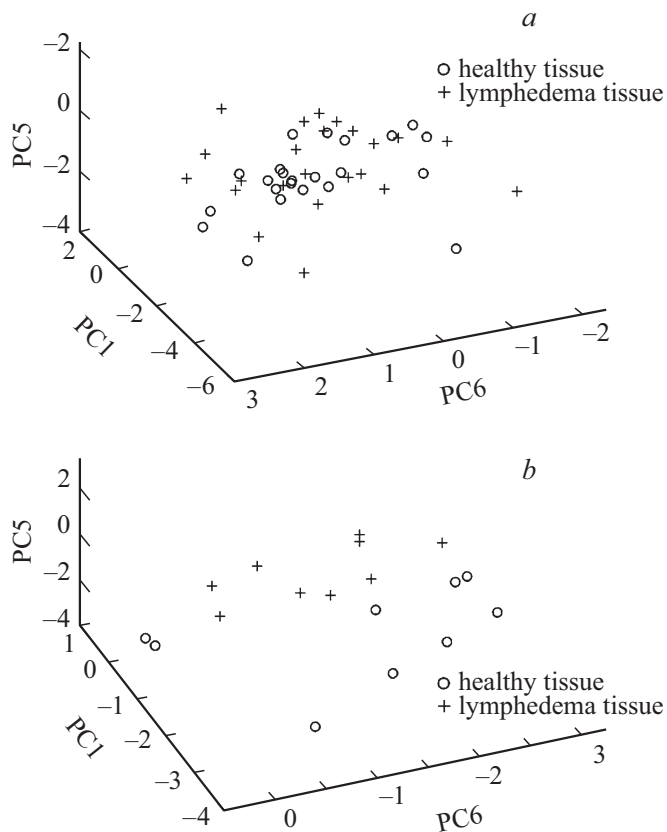 a
healthy tissue
lymphedema tissue
–2
0
–2
–4
PC5
2
0
–2
–4
–6
PC1
3
2
1
0
–1
–2
PC6
b
2
0
–2
–4
PC5
1
0
–1
–2
–3
–4
PC1
0
–1
–2
3
PC6
healthy tissue
lymphedema tissue